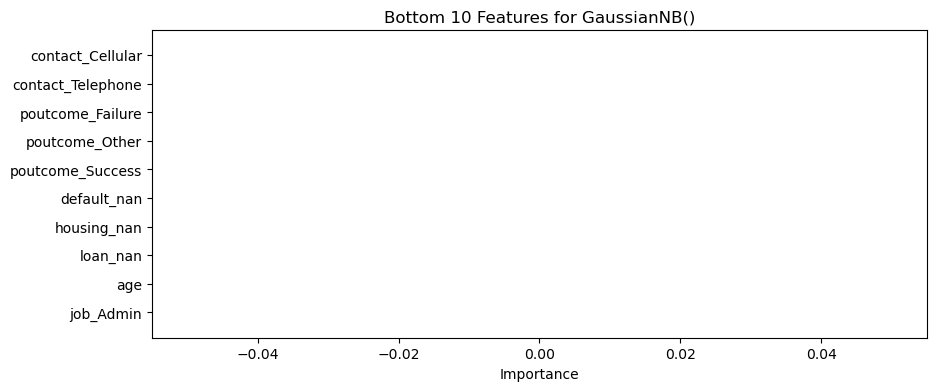 Bottom 10 Features for GaussianNB()
contact_Cellular
contact_Telephone
poutcome_Failure
poutcome_Other
poutcome_Success
default_nan
housing_nan
loan_nan
age
job_Admin
−0.04 −0.02 0.00 0.02 0.04
Importance